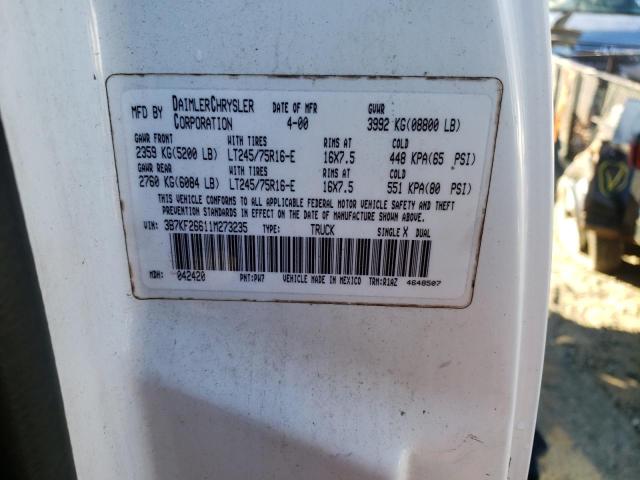 MFD BY DAIMLERCHRYSLER CORPORATION DATE OF MFR 4-00 GVWR 3992 KG(08800 LB)
GAWR FRONT WITH TIRES RIMS AT COLD
2359 KG(5200 LB) LT245/75R16-E 16X7.5 448 KPA(65 PSI)
GAWR REAR WITH TIRES RIMS AT COLD
2760 KG(6084 LB) LT245/75R16-E 16X7.5 551 KPA(80 PSI)
THIS VEHICLE CONFORMS TO ALL APPLICABLE FEDERAL MOTOR VEHICLE SAFETY AND THEFT
PREVENTION STANDARDS IN EFFECT ON THE DATE OF MANUFACTURE SHOWN ABOVE.
VIN: 3B7KF26611M273235 TYPE: TRUCK SINGLE X DUAL
MDH: 042420 PNT:PW7 VEHICLE MADE IN MEXICO TRM:R1AZ 4648507